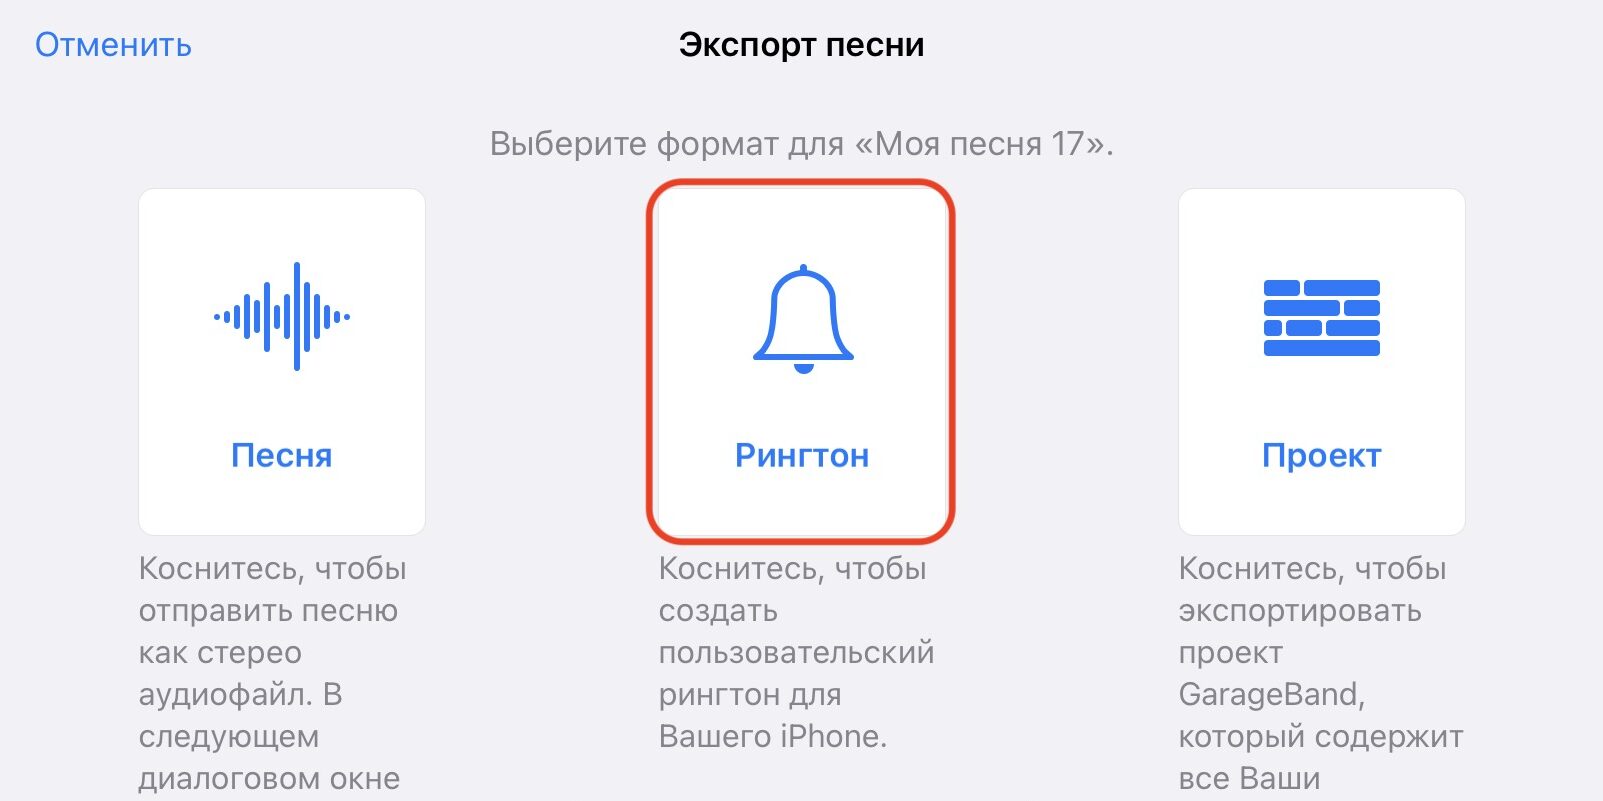 Отменить
Экспорт песни
Выберите формат для «Моя песня 17».
Песня
Коснитесь, чтобы
отправить песню
как стерео
аудиофайл. В
следующем
диалоговом окне
Рингтон
Коснитесь, чтобы
создать
пользовательский
рингтон для
Вашего iPhone.
Проект
Коснитесь, чтобы
экспортировать
проект
GarageBand,
который содержит
все Ваши